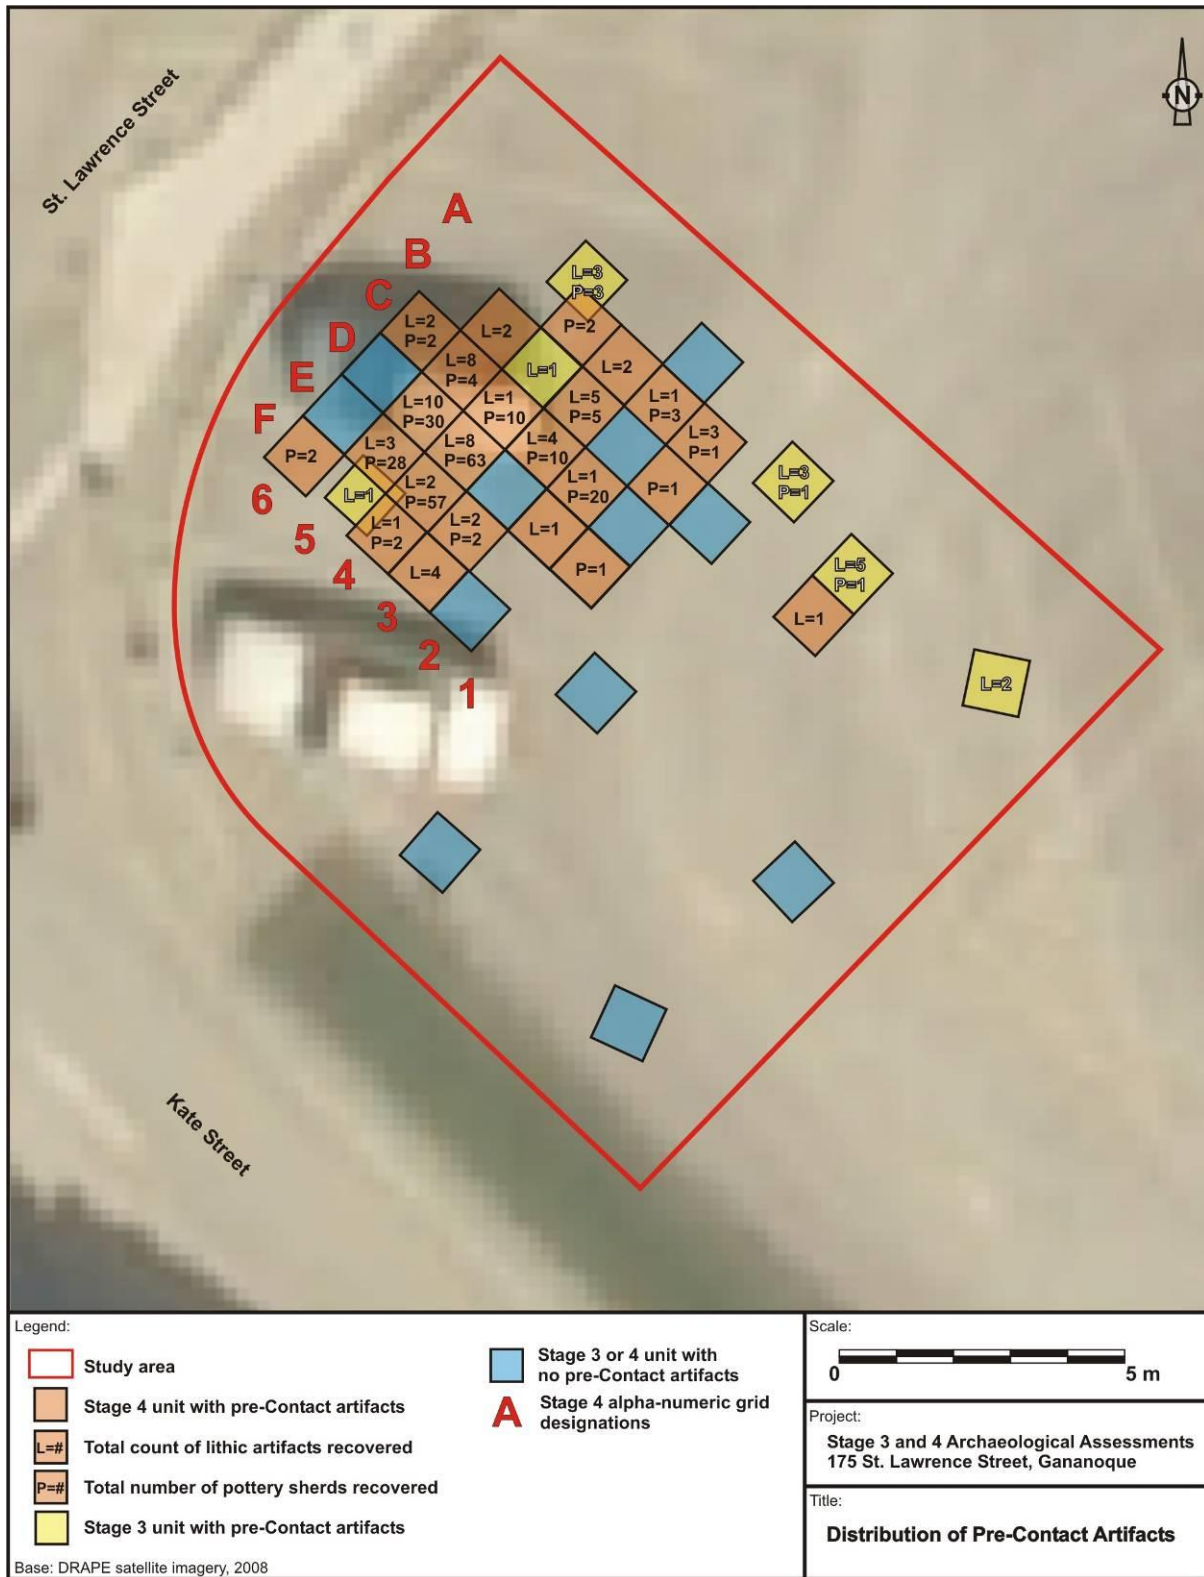 St. Lawrence Street
N
A
B
C
D
E
F
6
5
4
3
2
1
L=3
P=3
L=2
P=2
L=2
P=2
L=8
P=4
L=1
L=2
L=10
P=30
L=1
P=10
L=5
P=5
L=1
P=3
P=2
L=3
P=28
L=8
P=63
L=4
P=10
L=3
P=1
L=1
L=2
P=57
L=1
P=20
P=1
L=3
P=1
L=1
P=2
L=2
P=2
L=1
L=4
P=1
L=5
P=1
L=1
L=2
Kate Street
Legend:
Study area
Stage 4 unit with pre-Contact artifacts
L=#
Total count of lithic artifacts recovered
P=#
Total number of pottery sherds recovered
Stage 3 unit with pre-Contact artifacts
Stage 3 or 4 unit with
no pre-Contact artifacts
A
Stage 4 alpha-numeric grid
designations
Base: DRAPE satellite imagery, 2008
Scale:
0 5 m
Project:
Stage 3 and 4 Archaeological Assessments
175 St. Lawrence Street, Gananoque
Title:
Distribution of Pre-Contact Artifacts